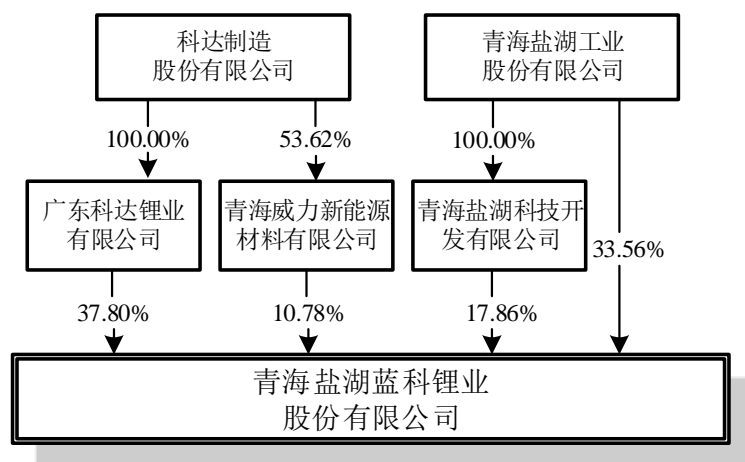 科达制造
股份有限公司
青海盐湖工业
股份有限公司
100.00%
53.62%
100.00%
广东科达锂业
有限公司
青海威力新能源
材料有限公司
青海盐湖科技开
发有限公司
33.56%
37.80%
10.78%
17.86%
青海盐湖蓝科锂业
股份有限公司